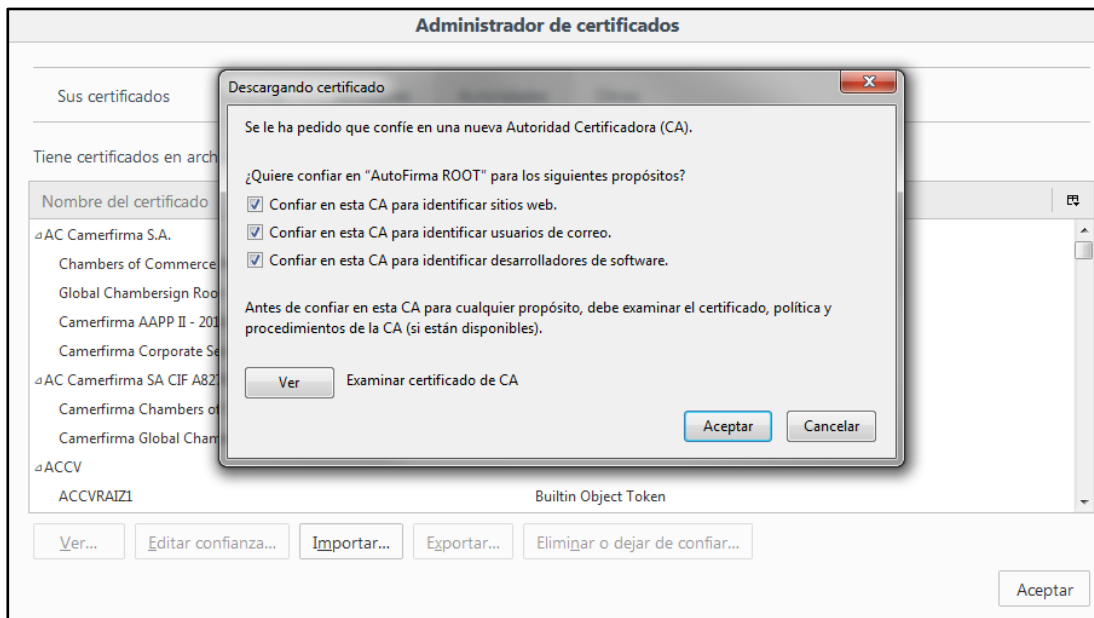 Administrador de certificados
Sus certificados
Descargando certificado
Se le ha pedido que confíe en una nueva Autoridad Certificadora (CA).
Tiene certificados en arch
¿Quiere confiar en “AutoFirma ROOT” para los siguientes propósitos?
Nombre del certificado
Confiar en esta CA para identificar sitios web.
Confiar en esta CA para identificar usuarios de correo.
Confiar en esta CA para identificar desarrolladores de software.
Antes de confiar en esta CA para cualquier propósito, debe examinar el certificado, política y
procedimientos de la CA (si están disponibles).
Ver Examinar certificado de CA
Aceptar Cancelar
AC Camerfirma S.A.
Chambers of Commerce
Global Chambersign Roo
Camerfirma AAPP II - 201
Camerfirma Corporate Se
AC Camerfirma SA CIF A827
Camerfirma Chambers of
Camerfirma Global Cham
ACCV
ACCVRAIZ1 Builtin Object Token
Ver... Editar confianza... Importar... Exportar... Eliminar o dejar de confiar...
Aceptar